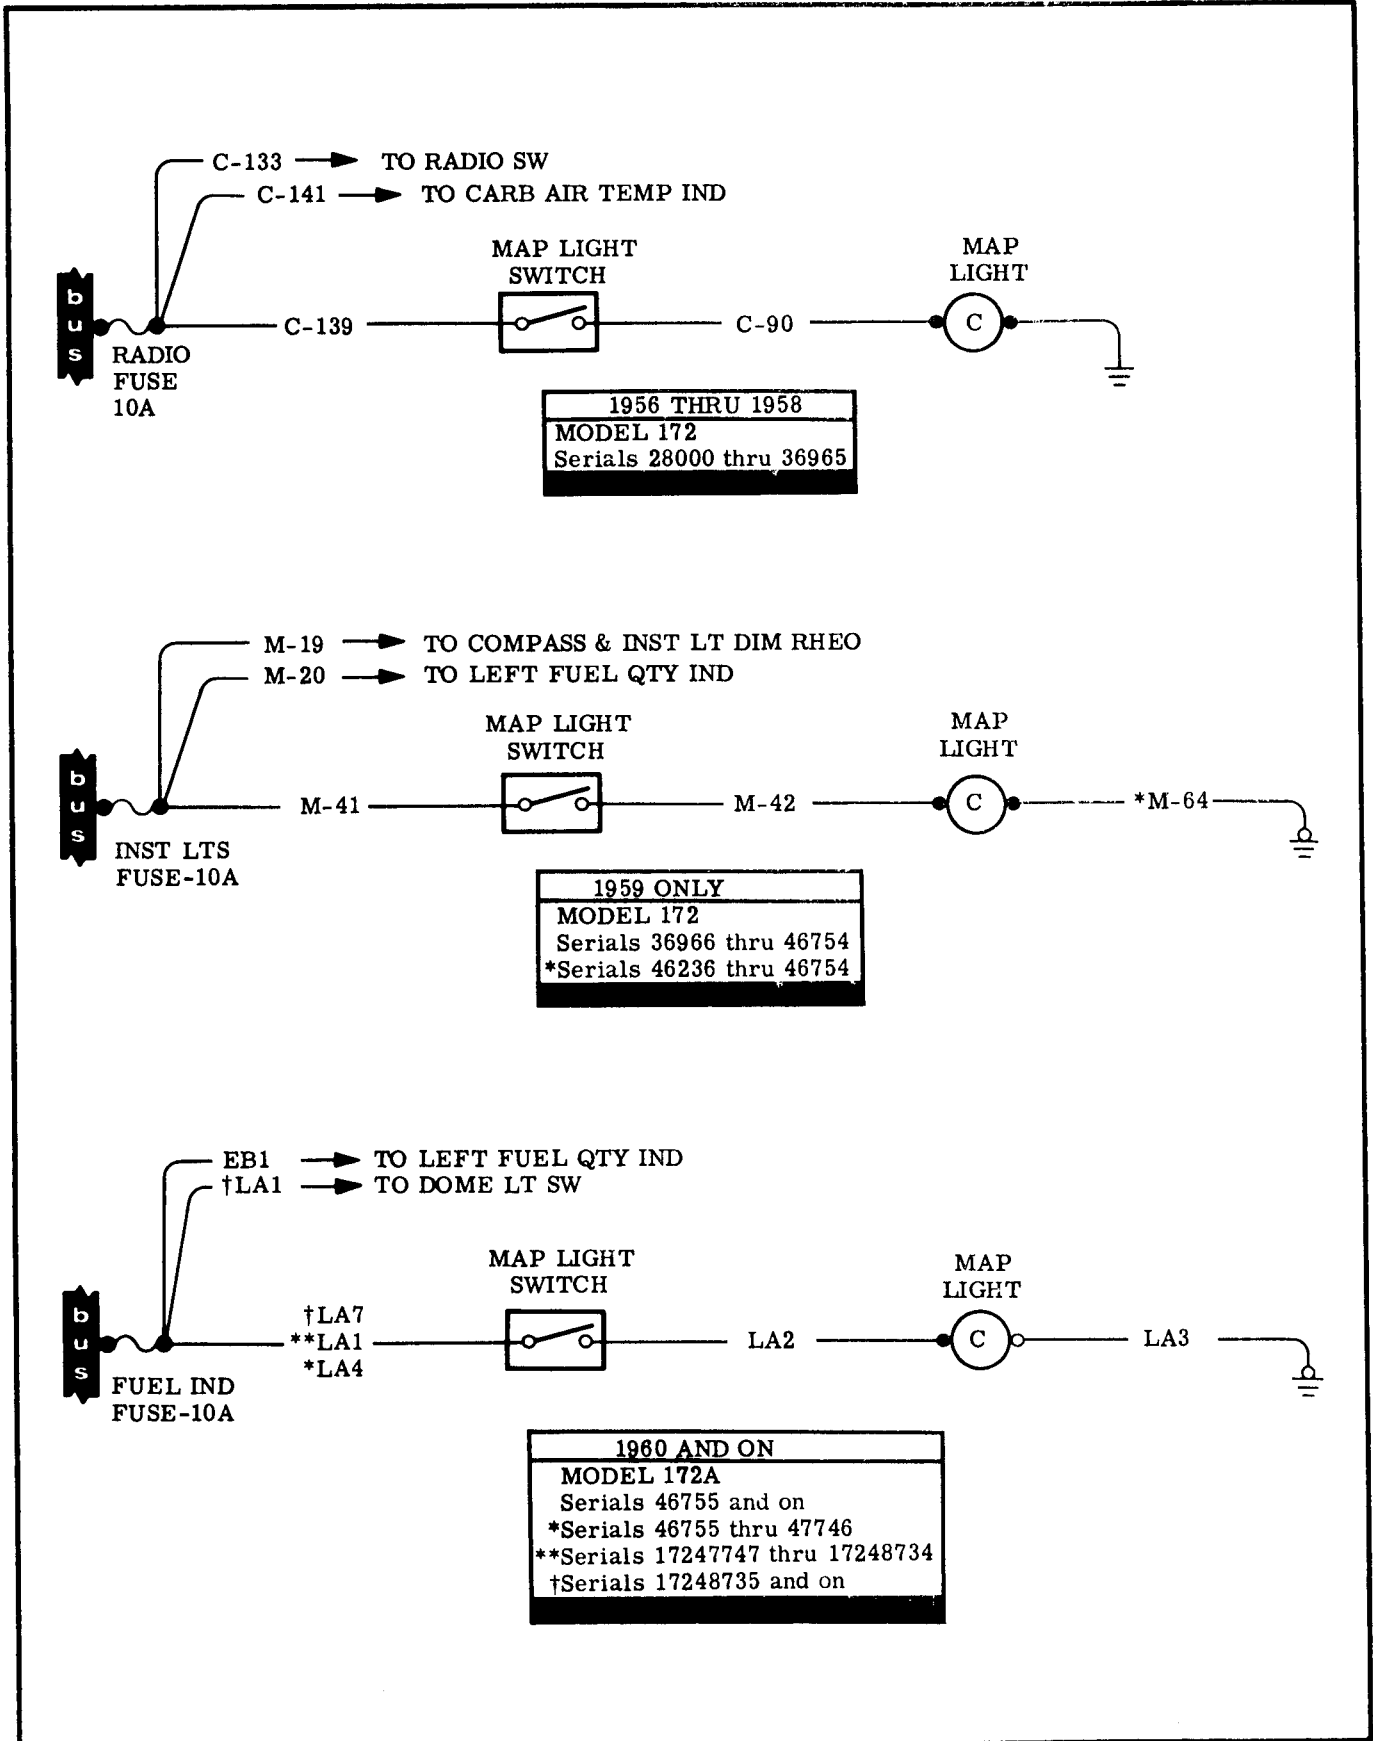 C-133 TO RADIO SW
C-141 TO CARB AIR TEMP IND
MAP LIGHT
SWITCH
MAP
LIGHT
bus
C-139
C-90
C
RADIO
FUSE
10A
1956 THRU 1958
MODEL 172
Serials 28000 thru 36965
M-19 TO COMPASS & INST LT DIM RHEO
M-20 TO LEFT FUEL QTY IND
MAP LIGHT
SWITCH
MAP
LIGHT
bus
M-41
M-42
C
*M-64
INST LTS
FUSE-10A
1959 ONLY
MODEL 172
Serials 36966 thru 46754
*Serials 46236 thru 46754
EB1 TO LEFT FUEL QTY IND
†LA1 TO DOME LT SW
MAP LIGHT
SWITCH
MAP
LIGHT
bus
†LA7
**LA1
*LA4
LA2
C
LA3
FUEL IND
FUSE-10A
1960 AND ON
MODEL 172A
Serials 46755 and on
*Serials 46755 thru 47746
**Serials 17247747 thru 17248734
†Serials 17248735 and on